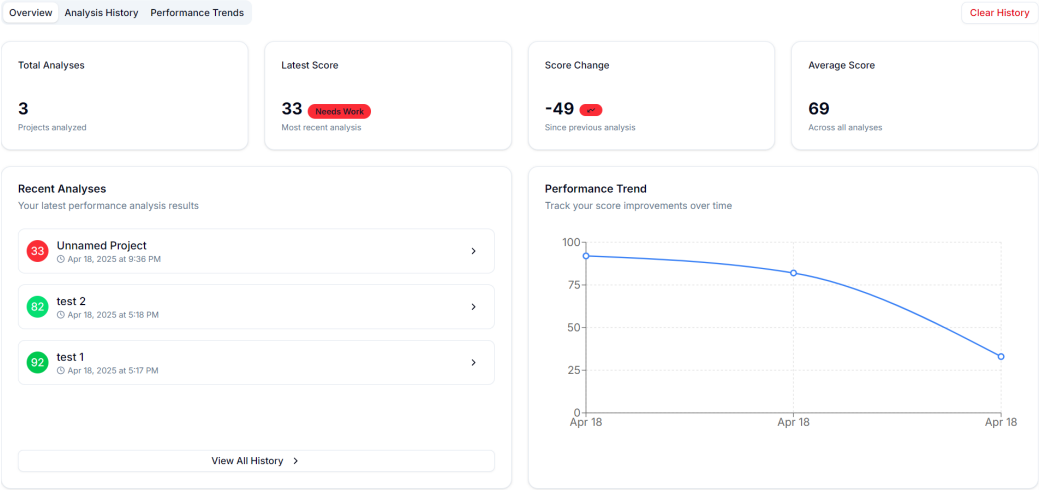 Overview Analysis History Performance Trends Clear History
Total Analyses
3
Projects analyzed
Latest Score
33 Needs Work
Most recent analysis
Score Change
-49
Since previous analysis
Average Score
69
Across all analyses
Recent Analyses
Your latest performance analysis results
33 Unnamed Project
Apr 18, 2025 at 9:36 PM
82 test 2
Apr 18, 2025 at 5:18 PM
92 test 1
Apr 18, 2025 at 5:17 PM
View All History
Performance Trend
Track your score improvements over time
100
75
50
25
0
Apr 18 Apr 18 Apr 18